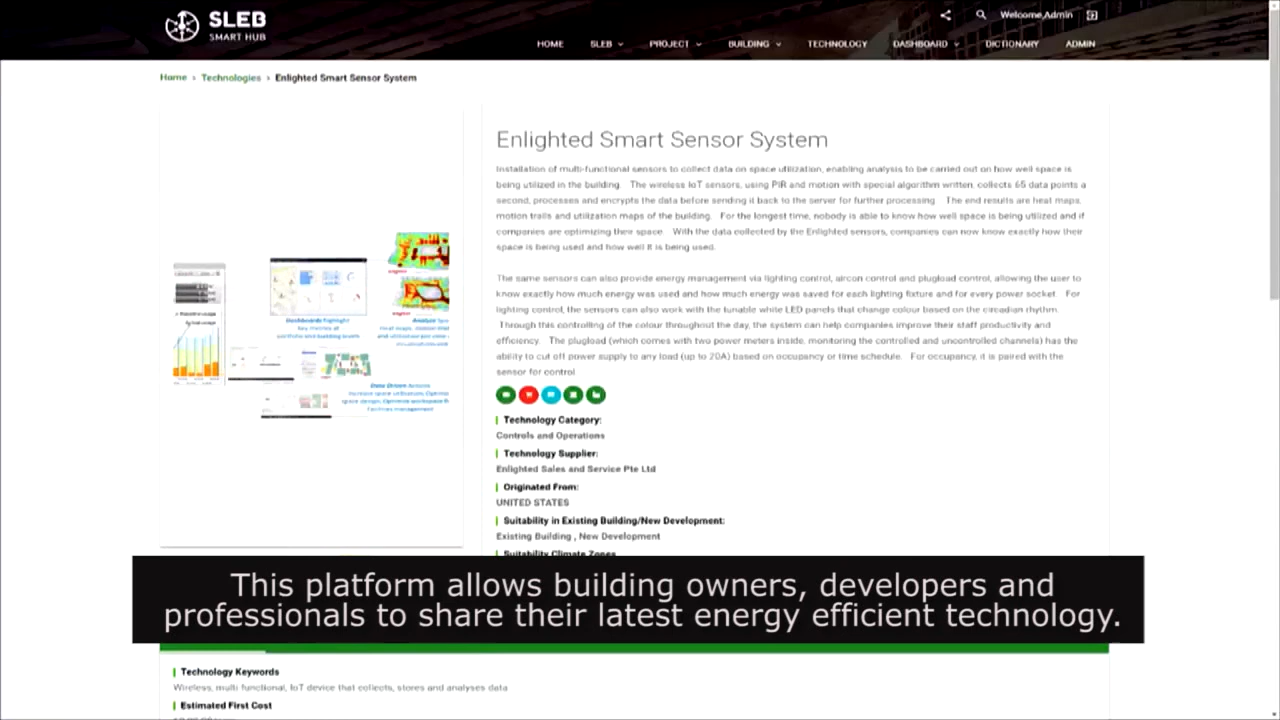 SLEB
SMART HUB
Welcome,Admin
HOME SLEB PROJECT BUILDING TECHNOLOGY DASHBOARD DICTIONARY ADMIN
Home › Technologies › Enlighted Smart Sensor System
Enlighted Smart Sensor System
Installation of multi-functional sensors to collect data on space utilization, enabling analysis to be carried out on how well space is
being utilized in the building. The wireless IoT sensors, using PIR and motion with special algorithm written, collects 65 data points a
second, processes and encrypts the data before sending it back to the server for further processing. The end results are heat maps,
motion trails and utilization maps of the building. For the longest time, nobody is able to know how well space is being utilized and if
companies are optimizing their space. With the data collected by the Enlighted sensors, companies can now know exactly how their
space is being used and how well it is being used.
The same sensors can also provide energy management via lighting control, aircon control and plugload control, allowing the user to
know exactly how much energy was used and how much energy was saved for each lighting fixture and for every power socket. For
lighting control, the sensors can also work with the tunable white LED panels that change colour based on the circadian rhythm.
Through this controlling of the colour throughout the day, the system can help companies improve their staff productivity and
efficiency. The plugload (which comes with two power meters inside, monitoring the controlled and uncontrolled channels) has the
ability to cut off power supply to any load (up to 20A) based on occupancy or time schedule. For occupancy, it is paired with the
sensor for control
Dashboards highlight
key metrics at
portfolio and building levels
Technology Category:
Controls and Operations
Technology Supplier:
Enlighted Sales and Service Pte Ltd
Originated From:
UNITED STATES
Suitability in Existing Building/New Development:
Existing Building , New Development
Suitability Climate Zones
This platform allows building owners, developers and
professionals to share their latest energy efficient technology.
Technology Keywords
Wireless, multi functional, IoT device that collects, stores and analyses data
Estimated First Cost